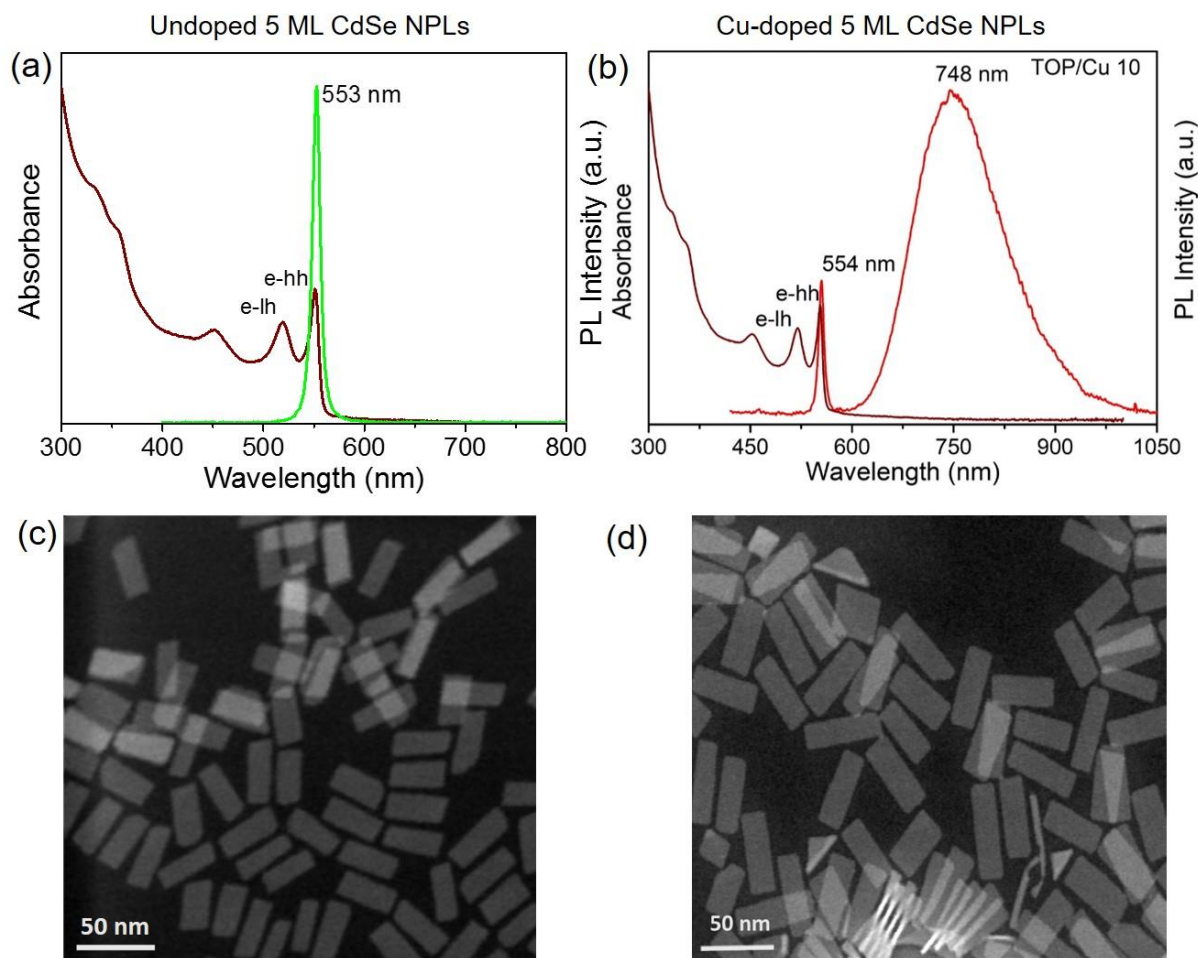 Undoped 5 ML CdSe NPLs
Cu-doped 5 ML CdSe NPLs
(a)
553 nm
e-hh
e-lh
Absorbance
PL Intensity (a.u.)
300 400 500 600 700 800
Wavelength (nm)
(b)
748 nm
TOP/Cu 10
554 nm
e-hh
e-lh
Absorbance
PL Intensity (a.u.)
300 450 600 750 900 1050
Wavelength (nm)
(c)
50 nm
(d)
50 nm